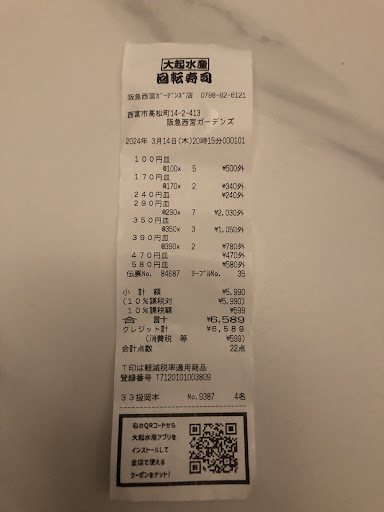 大起水産
回転寿司
阪急西宮ｶﾞｰﾃﾞﾝｽﾞ店 0798-62-6121
西宮市高松町14-2-413
阪急西宮ガーデンズ
2024年 3月14日(木)20時15分000101
100円皿
@100x 5 ¥500外
170円皿
@170x 2 ¥340外
240円皿 ¥240外
290円皿
@290x 7 ¥2,030外
350円皿
@350x 3 ¥1,050外
390円皿
@390x 2 ¥780外
470円皿 ¥470外
580円皿 ¥580外
伝票No. 84687 ﾃｰﾌﾞﾙNo. 35
小 計 額 ¥5,990
(10%課税対 ¥5,990)
10%課税額 ¥599
合 計 ¥6,589
クレジット計 ¥6,589
(消費税 等 ¥599)
合計点数 22点
T印は軽減税率適用商品
登録番号 T7120101003809
33投岡本 No.9387 4名
右のQRコードから
大起水産アプリを
インストールして
全店で使える
クーポンをゲット!